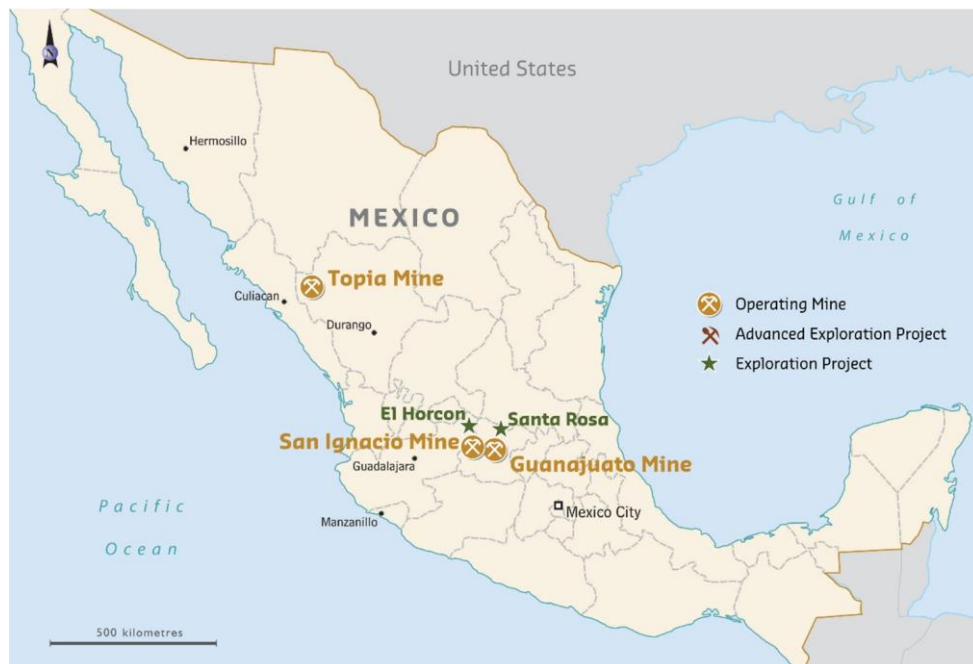 United States
Hermosillo
Gulf of
Mexico
MEXICO
Topia Mine
Culiacan
Durango
Operating Mine
Advanced Exploration Project
Exploration Project
El Horcon
Santa Rosa
San Ignacio Mine
Guanajuato Mine
Guadalajara
Pacific
Ocean
Manzanillo
Mexico City
500 kilometres